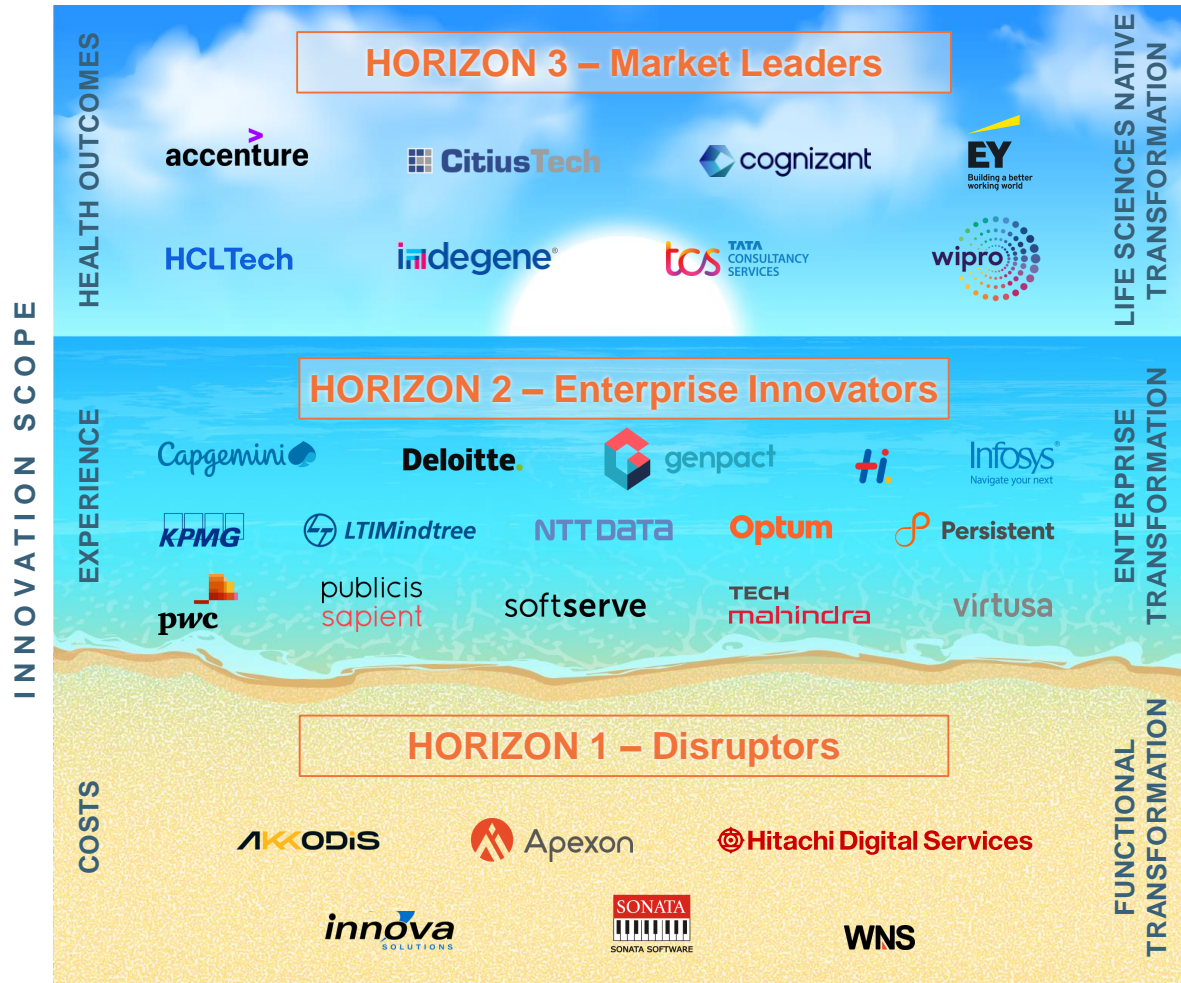 INNOVATION SCOPE
HEALTH OUTCOMES
HORIZON 3 – Market Leaders
LIFE SCIENCES NATIVE
TRANSFORMATION
accenture
CitiusTech
cognizant
EY
Building a better
working world
HCLTech
indegene®
tcs
TATA
CONSULTANCY
SERVICES
wipro
EXPERIENCE
HORIZON 2 – Enterprise Innovators
ENTERPRISE
TRANSFORMATION
Capgemini
Deloitte.
genpact
Hi.
Infosys®
Navigate your next
KPMG
LTIMindtree
NTT DATA
Optum
Persistent
pwc
publicis
sapient
softserve
TECH
mahindra
virtusa
COSTS
HORIZON 1 – Disruptors
FUNCTIONAL
TRANSFORMATION
AKKODIS
Apexon
Hitachi Digital Services
innova
SOLUTIONS
SONATA
SONATA SOFTWARE
WNS